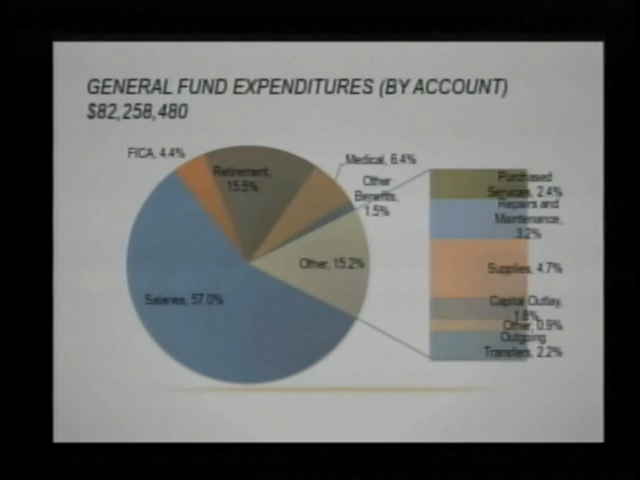 GENERAL FUND EXPENDITURES (BY ACCOUNT)
$82,258,480
FICA, 4.4%
Retirement,
15.5%
Medical, 6.4%
Other
Benefits,
1.5%
Other, 15.2%
Salaries, 57.0%
Purchased
Services, 2.4%
Repairs and
Maintenance,
3.2%
Supplies, 4.7%
Capital Outlay,
Other, 0.9%
Outgoing
Transfers, 2.2%